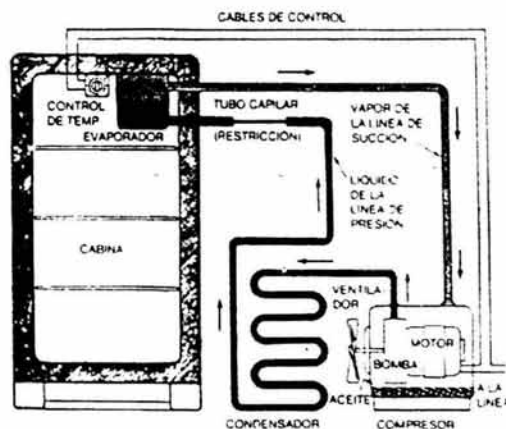 CABLES DE CONTROL
CONTROL
DE TEMP
EVAPORADOR
TUBO CAPILAR
(RESTRICCION)
VAPOR DE
LA LINEA DE
SUCCION
LIQUIDO
DE LA
LINEA DE
PRESION
CABINA
VENTILA
DOR
MOTOR
BOMBA
ACEITE
A LA
LINEA
CONDENSADOR
COMPRESOR